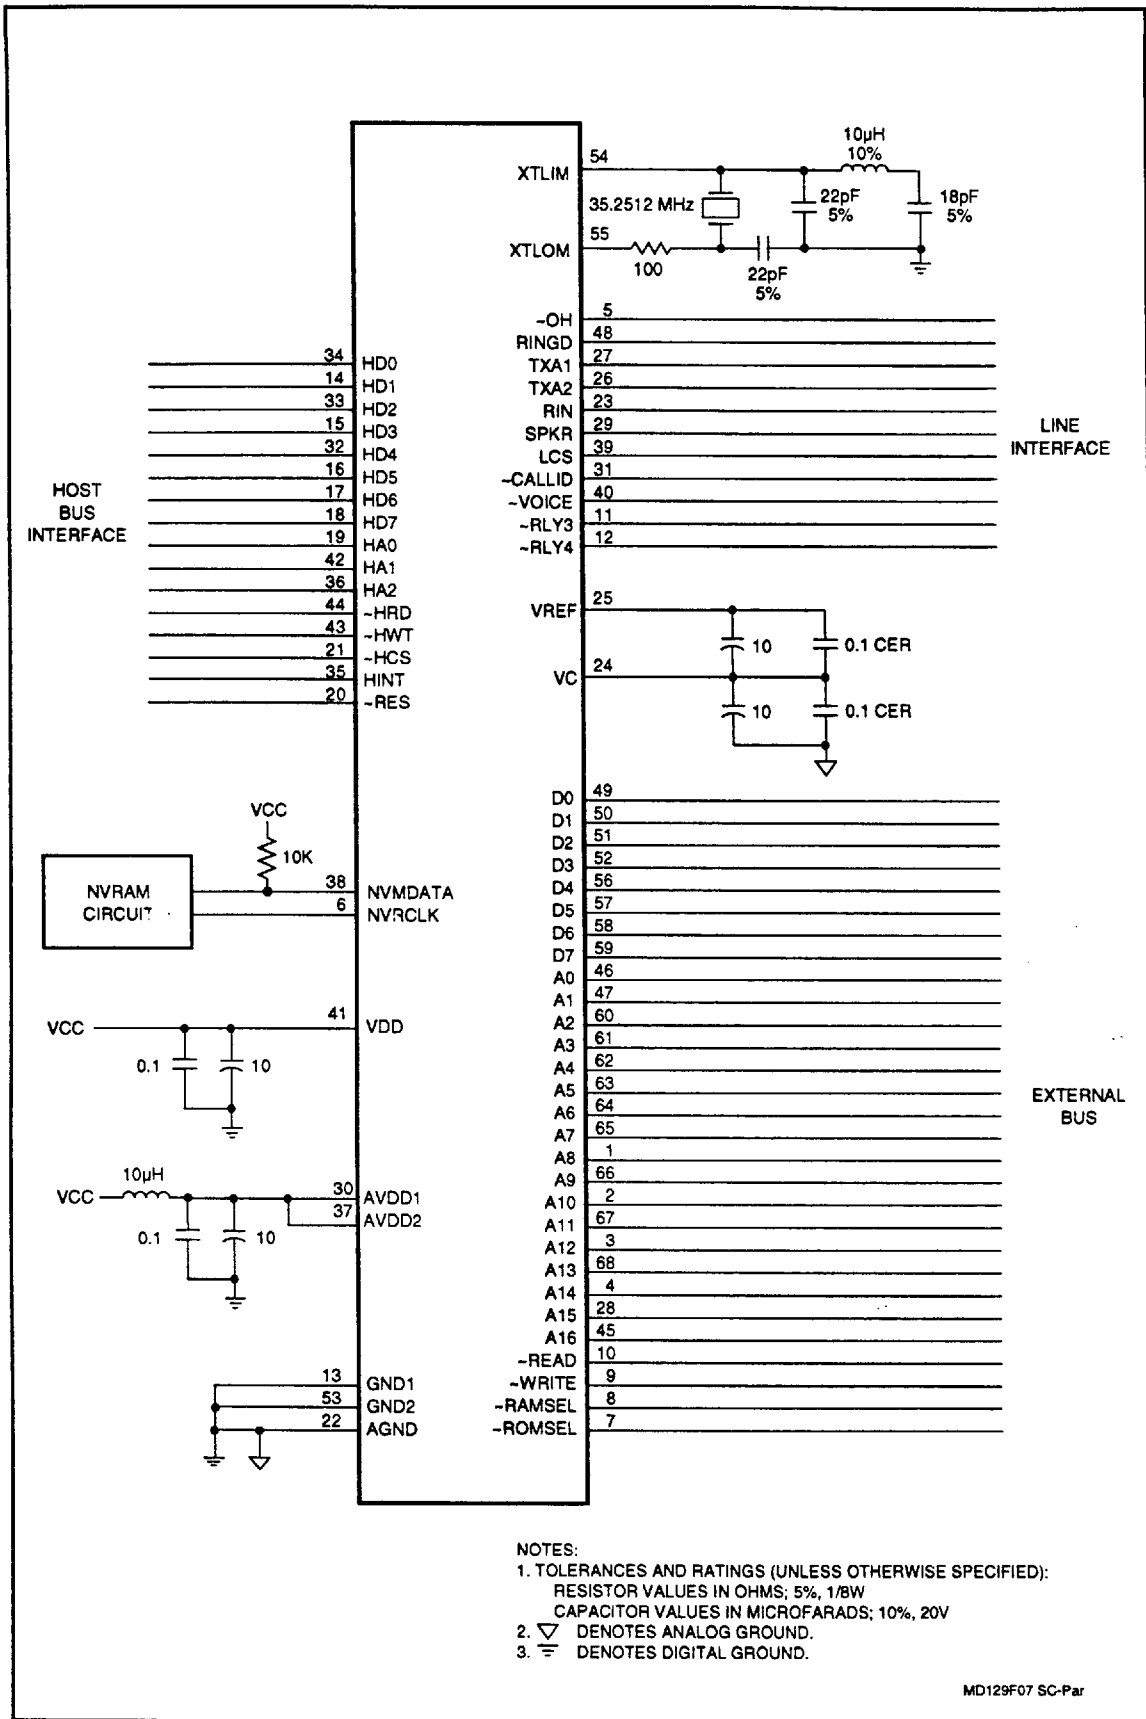 XTLIM 54
10µH
10%
35.2512 MHz
22pF
5%
18pF
5%
XTLOM 55
100
22pF
5%
~OH 5
RINGD 48
TXA1 27
TXA2 26
RIN 23
SPKR 29
LCS 39
~CALLID 31
~VOICE 40
~RLY3 11
~RLY4 12
LINE
INTERFACE
34 HD0
14 HD1
33 HD2
15 HD3
32 HD4
16 HD5
17 HD6
18 HD7
19 HA0
42 HA1
36 HA2
44 ~HRD
43 ~HWT
21 ~HCS
35 HINT
20 ~RES
HOST
BUS
INTERFACE
VREF 25
10
0.1 CER
VC 24
10
0.1 CER
VCC
10K
NVRAM
CIRCUIT
38 NVMDATA
6 NVRCLK
VCC
41 VDD
0.1
10
VCC
10µH
30 AVDD1
37 AVDD2
0.1
10
13 GND1
53 GND2
22 AGND
D0 49
D1 50
D2 51
D3 52
D4 56
D5 57
D6 58
D7 59
A0 46
A1 47
A2 60
A3 61
A4 62
A5 63
A6 64
A7 65
A8 1
A9 66
A10 2
A11 67
A12 3
A13 68
A14 4
A15 28
A16 45
~READ 10
~WRITE 9
~RAMSEL 8
~ROMSEL 7
EXTERNAL
BUS
NOTES:
1. TOLERANCES AND RATINGS (UNLESS OTHERWISE SPECIFIED):
RESISTOR VALUES IN OHMS; 5%, 1/8W
CAPACITOR VALUES IN MICROFARADS; 10%, 20V
2. DENOTES ANALOG GROUND.
3. DENOTES DIGITAL GROUND.
MD129F07 SC-Par